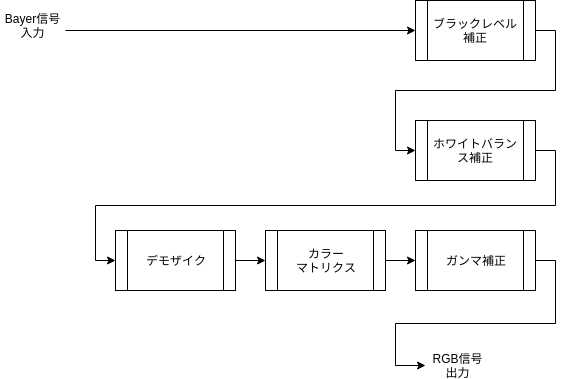 Bayer信号
入力
ブラックレベル
補正
ホワイトバラン
ス補正
デモザイク
カラー
マトリクス
ガンマ補正
RGB信号
出力